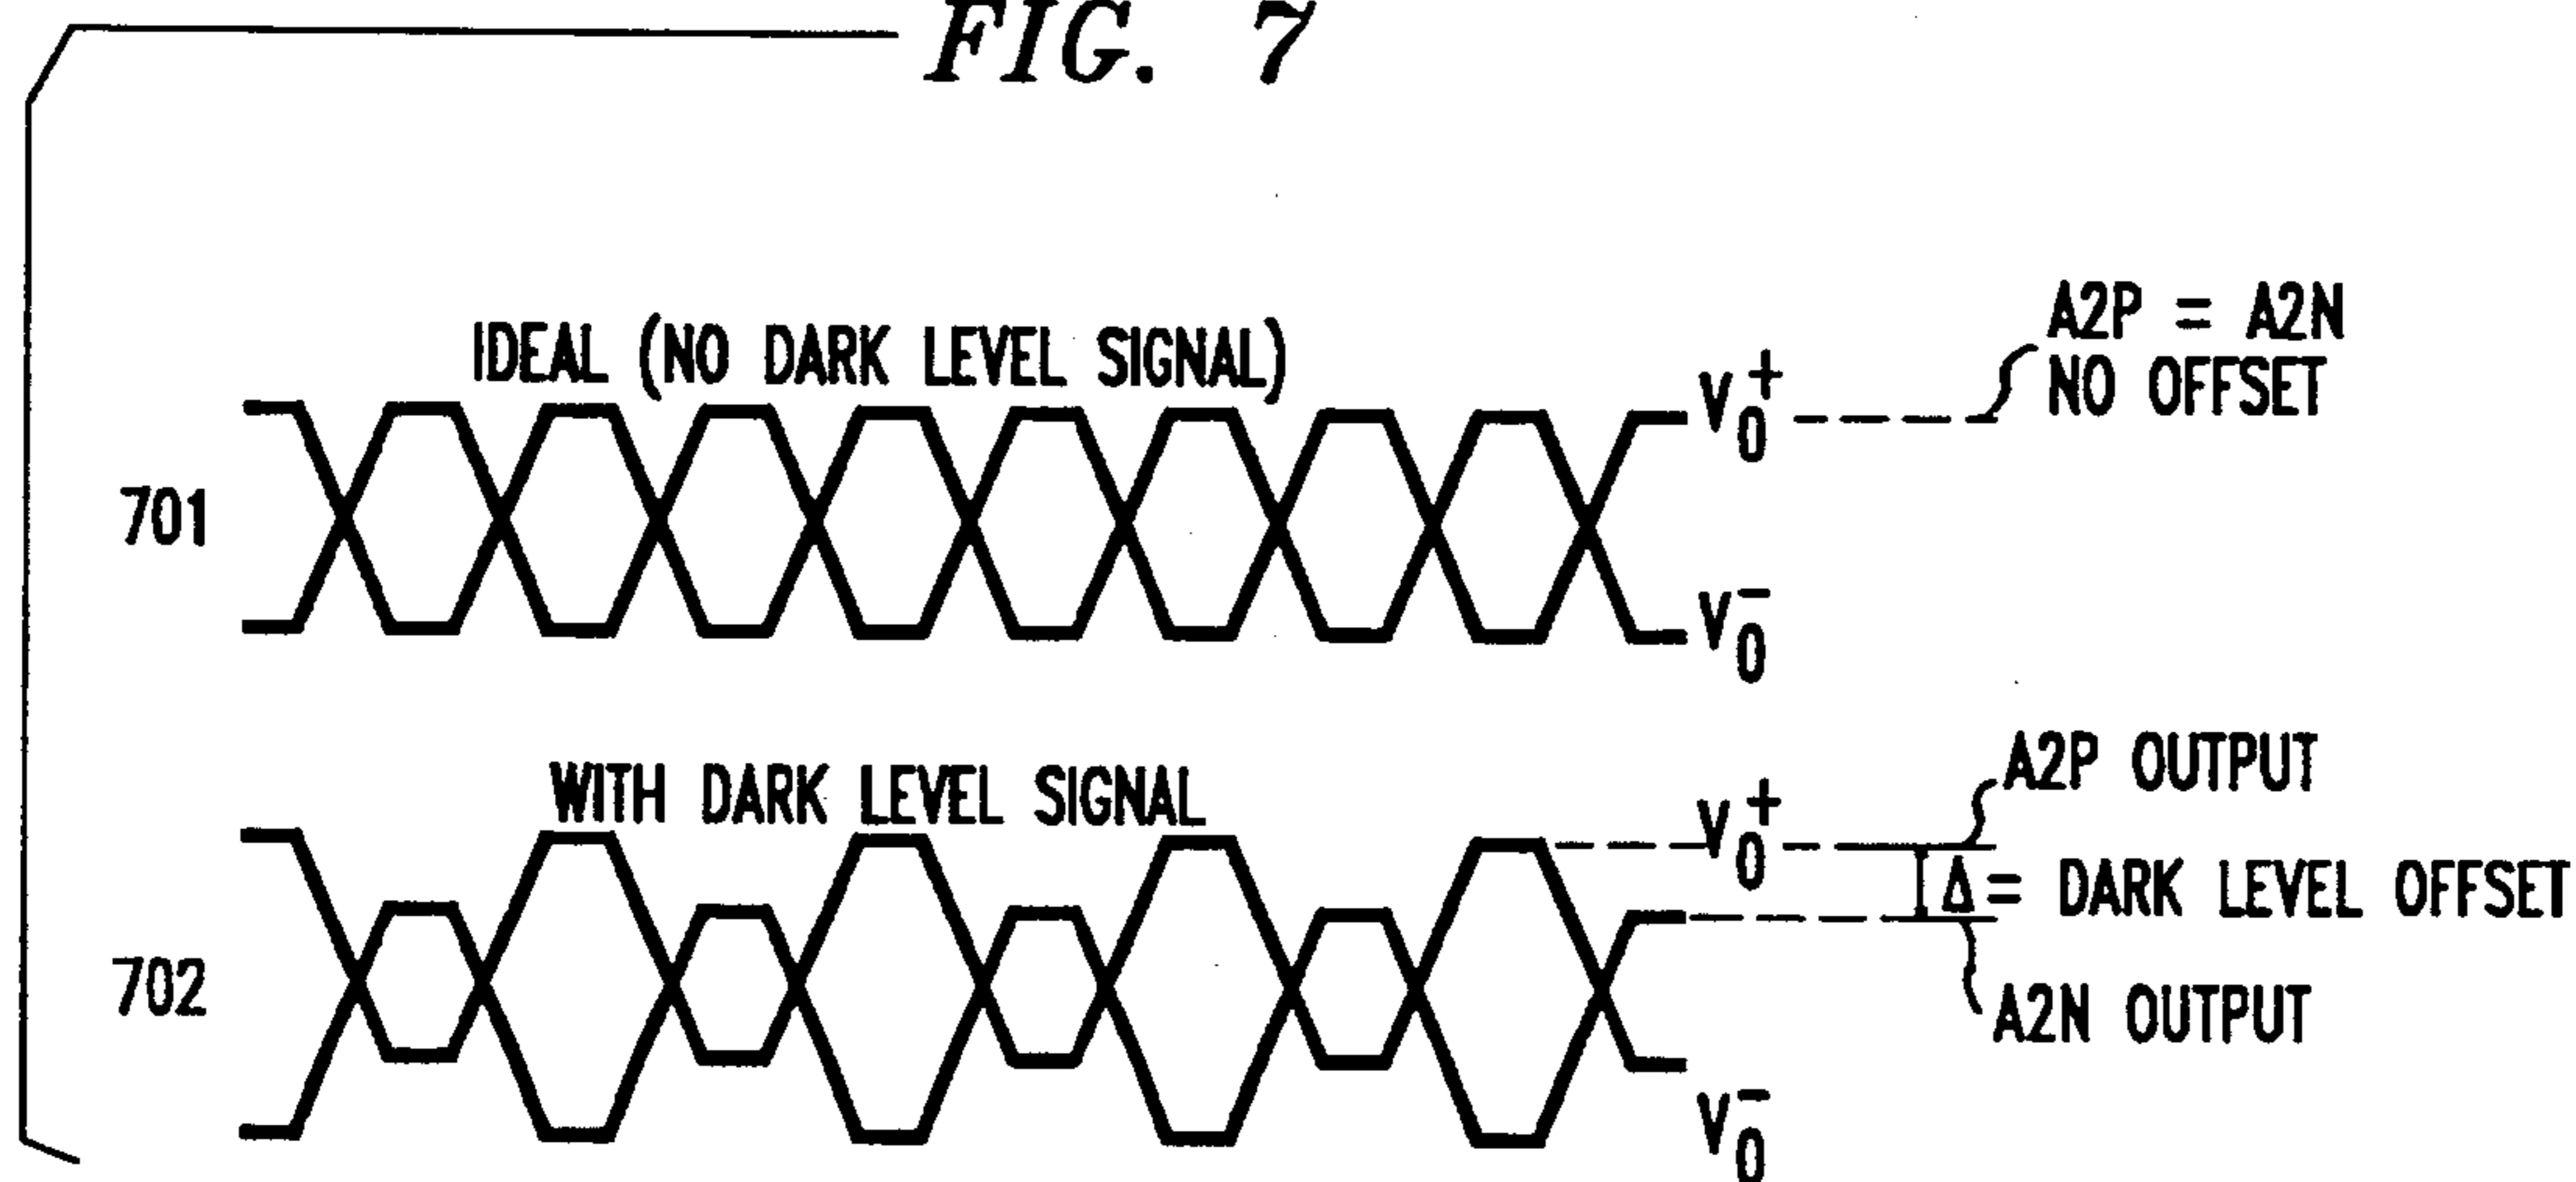 FIG. 7
IDEAL (NO DARK LEVEL SIGNAL)
A2P = A2N
NO OFFSET
V0+
701
V0-
WITH DARK LEVEL SIGNAL
A2P OUTPUT
V0+
Δ = DARK LEVEL OFFSET
702
A2N OUTPUT
V0-